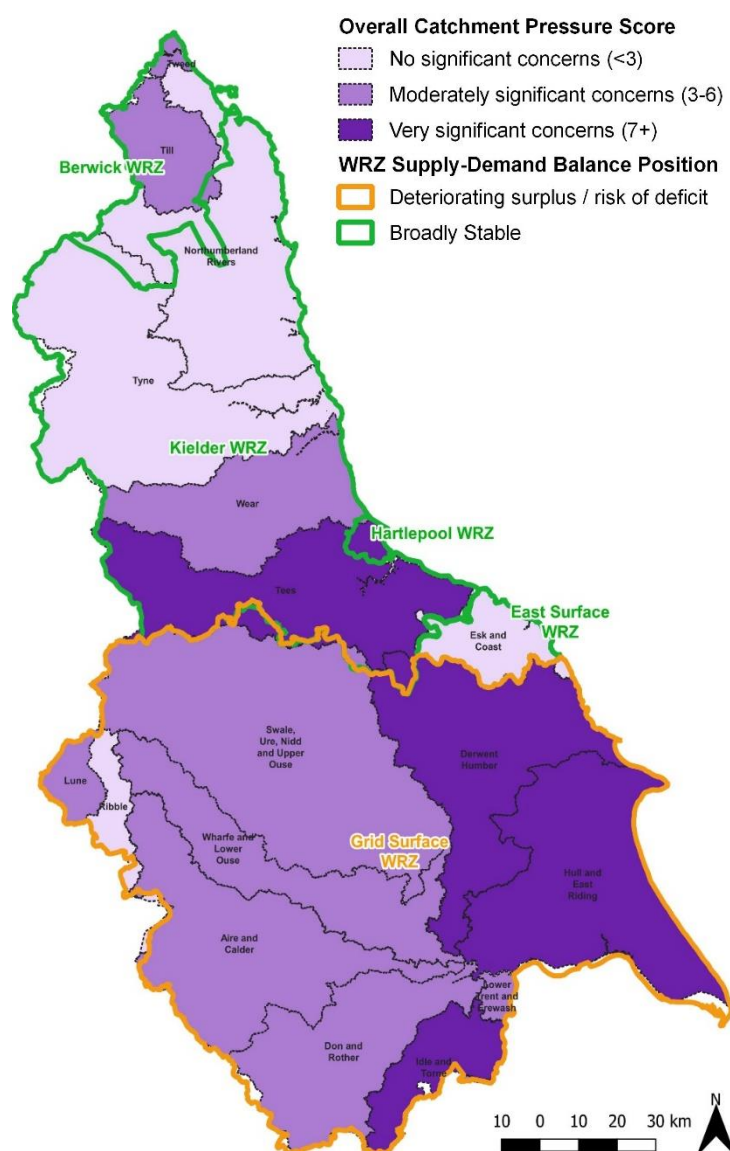 Overall Catchment Pressure Score
No significant concerns (<3)
Moderately significant concerns (3-6)
Very significant concerns (7+)
WRZ Supply-Demand Balance Position
Deteriorating surplus / risk of deficit
Broadly Stable
Tweed
Till
Berwick WRZ
Northumberland
Rivers
Tyne
Kielder WRZ
Wear
Hartlepool WRZ
Tees
East Surface
WRZ
Esk and
Coast
Swale,
Ure, Nidd
and Upper
Ouse
Derwent
Humber
Lune
Ribble
Wharfe and
Lower
Ouse
Grid Surface
WRZ
Hull and
East
Riding
Aire and
Calder
Lower
Trent and
Erewash
Don and
Rother
Idle and
Torne
N
10 0 10 20 30 km